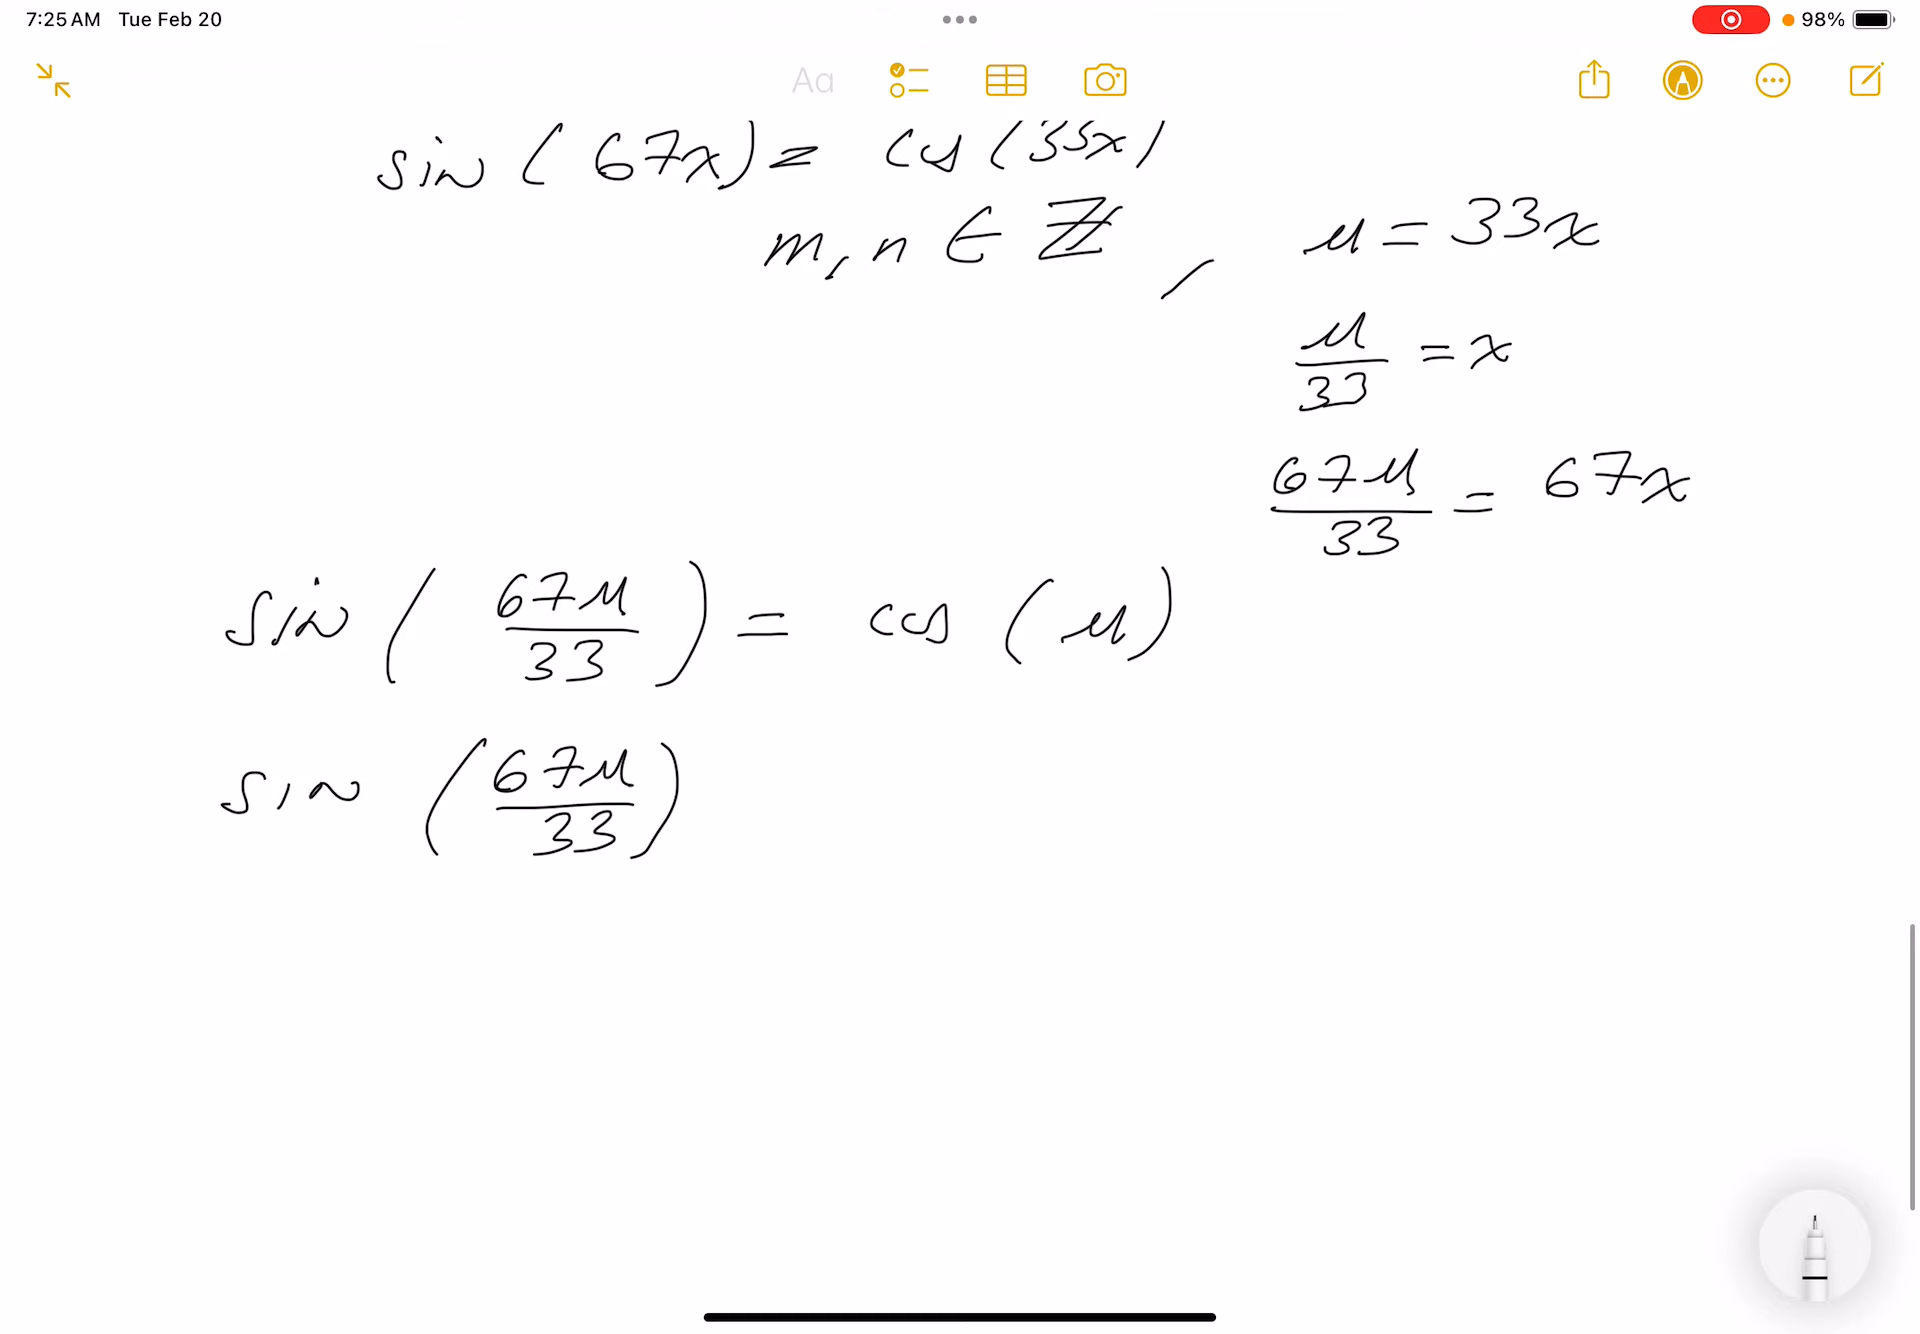 7:25 AM Tue Feb 20
98%
Aa
sin (67x) = cos (33x)
m, n ∈ ℤ , u = 33x
u/33 = x
67u/33 = 67x
sin (67u/33) = cos (u)
sin (67u/33)